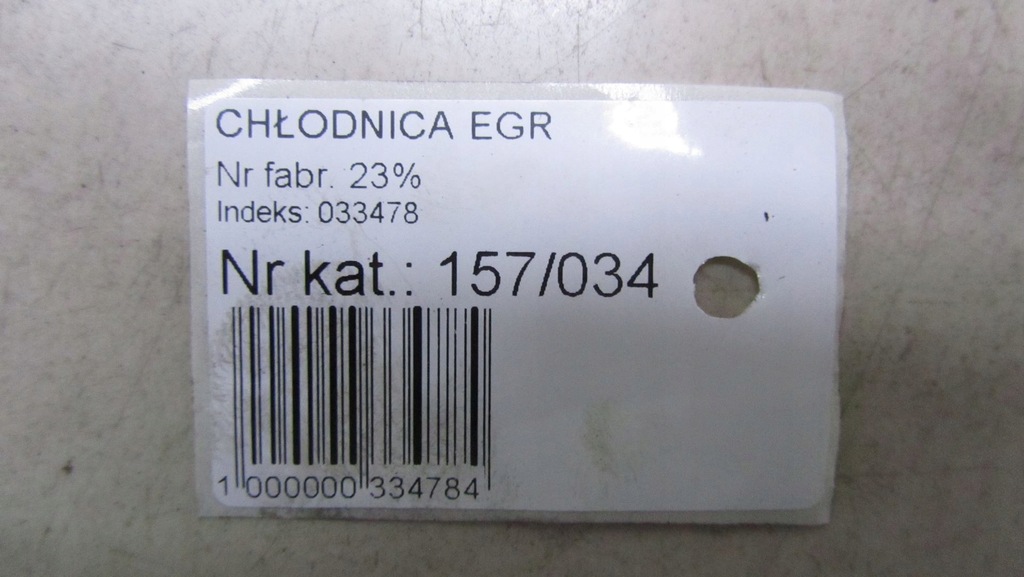 CHŁODNICA EGR
Nr fabr. 23%
Indeks: 033478
Nr kat.: 157/034
1 000000 334784